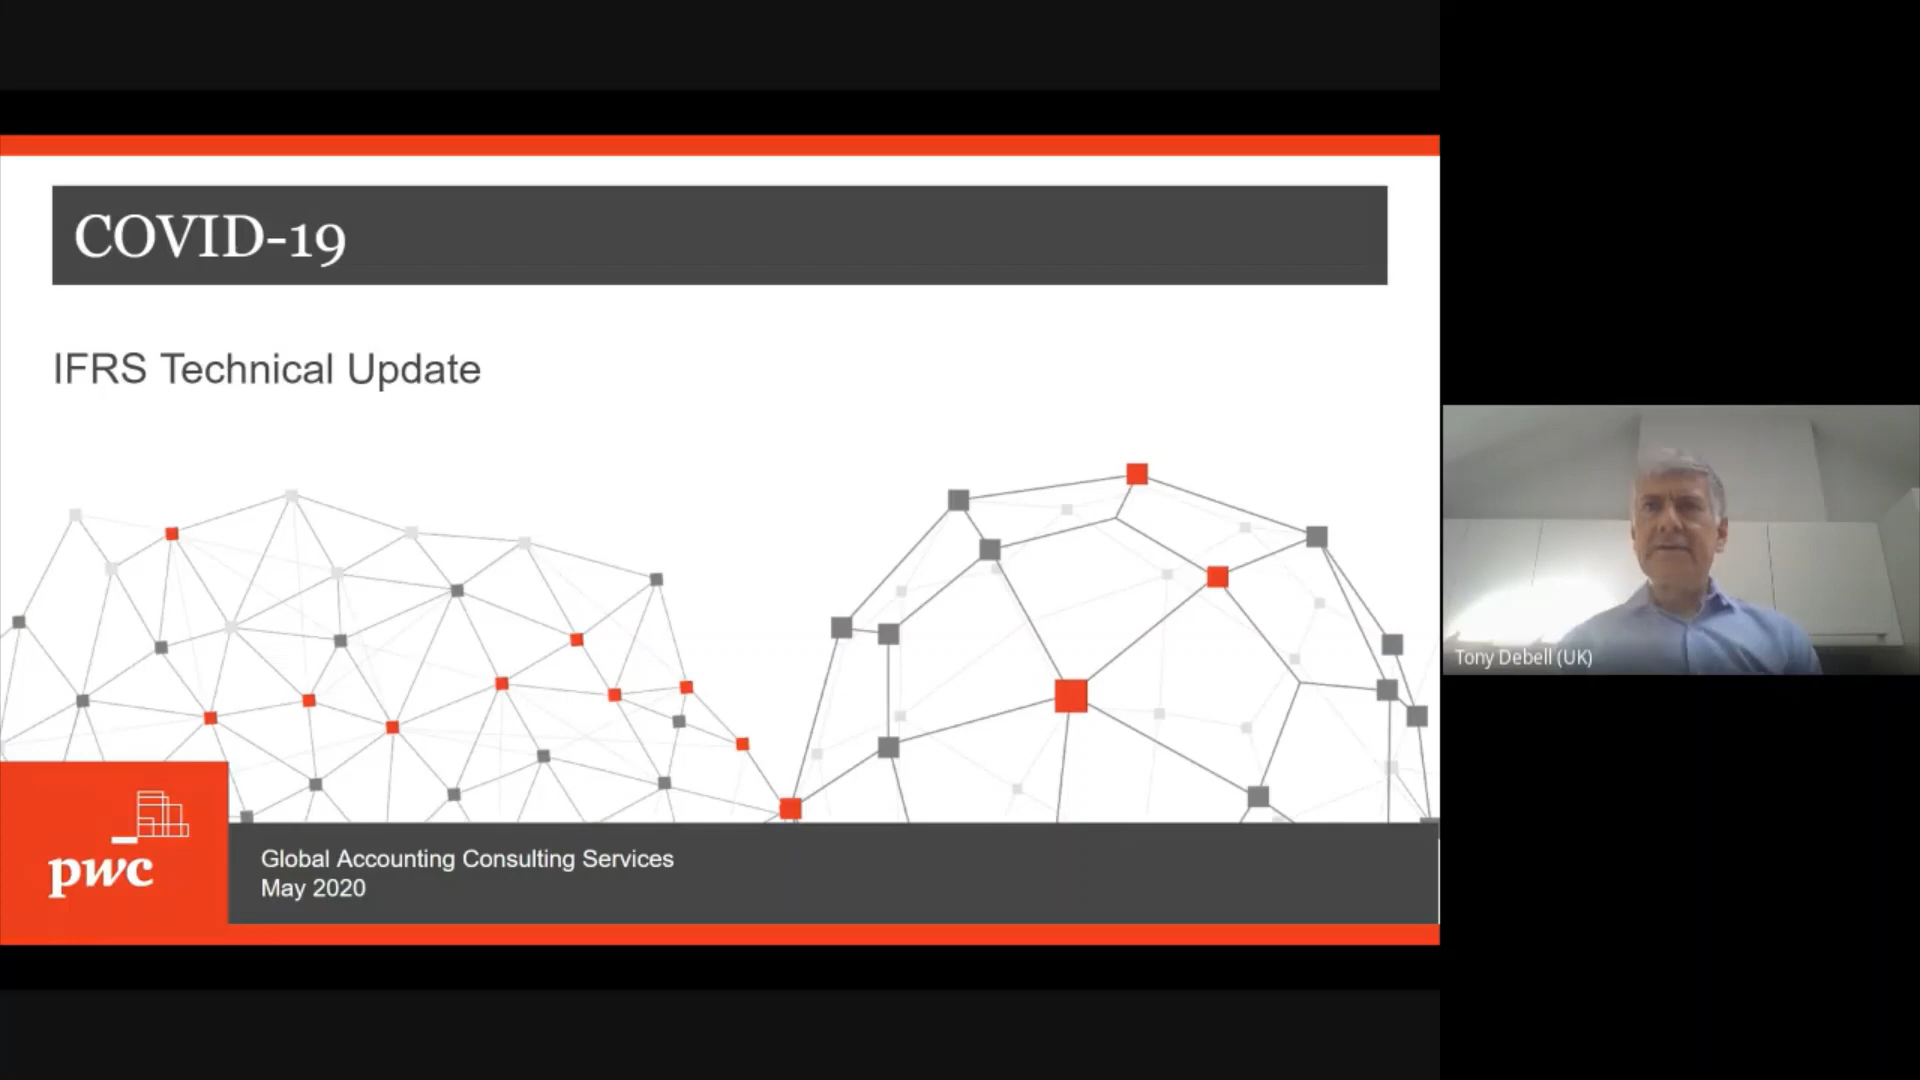 COVID-19
IFRS Technical Update
pwc
Global Accounting Consulting Services
May 2020
Tony Debell (UK)